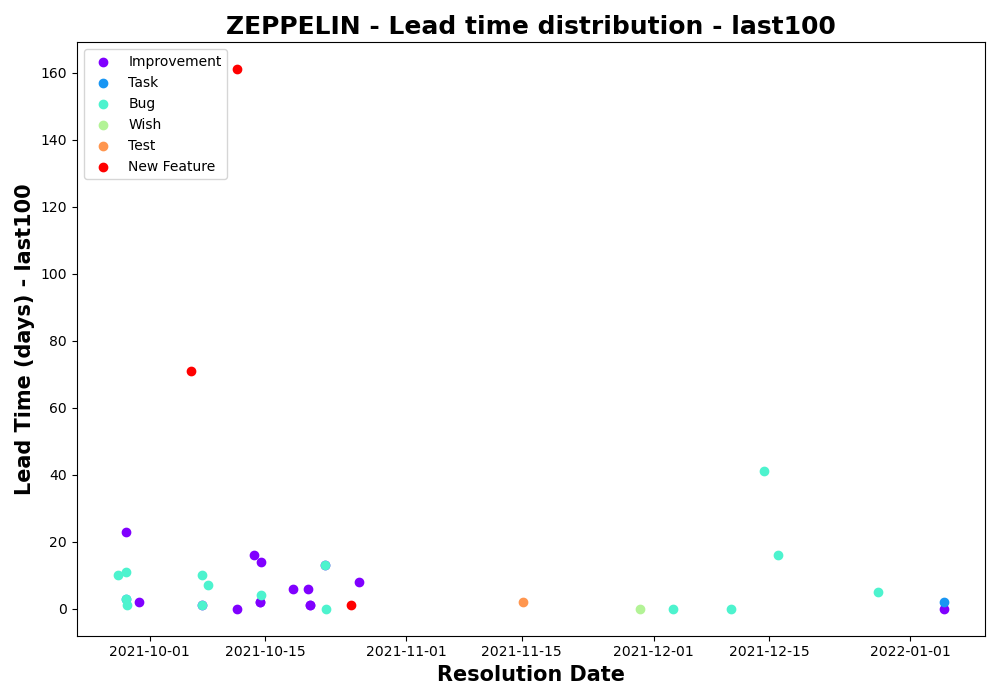 ZEPPELIN - Lead time distribution - last100
Improvement
Task
Bug
Wish
Test
New Feature
Lead Time (days) - last100
160
140
120
100
80
60
40
20
0
2021-10-01 2021-10-15 2021-11-01 2021-11-15 2021-12-01 2021-12-15 2022-01-01
Resolution Date